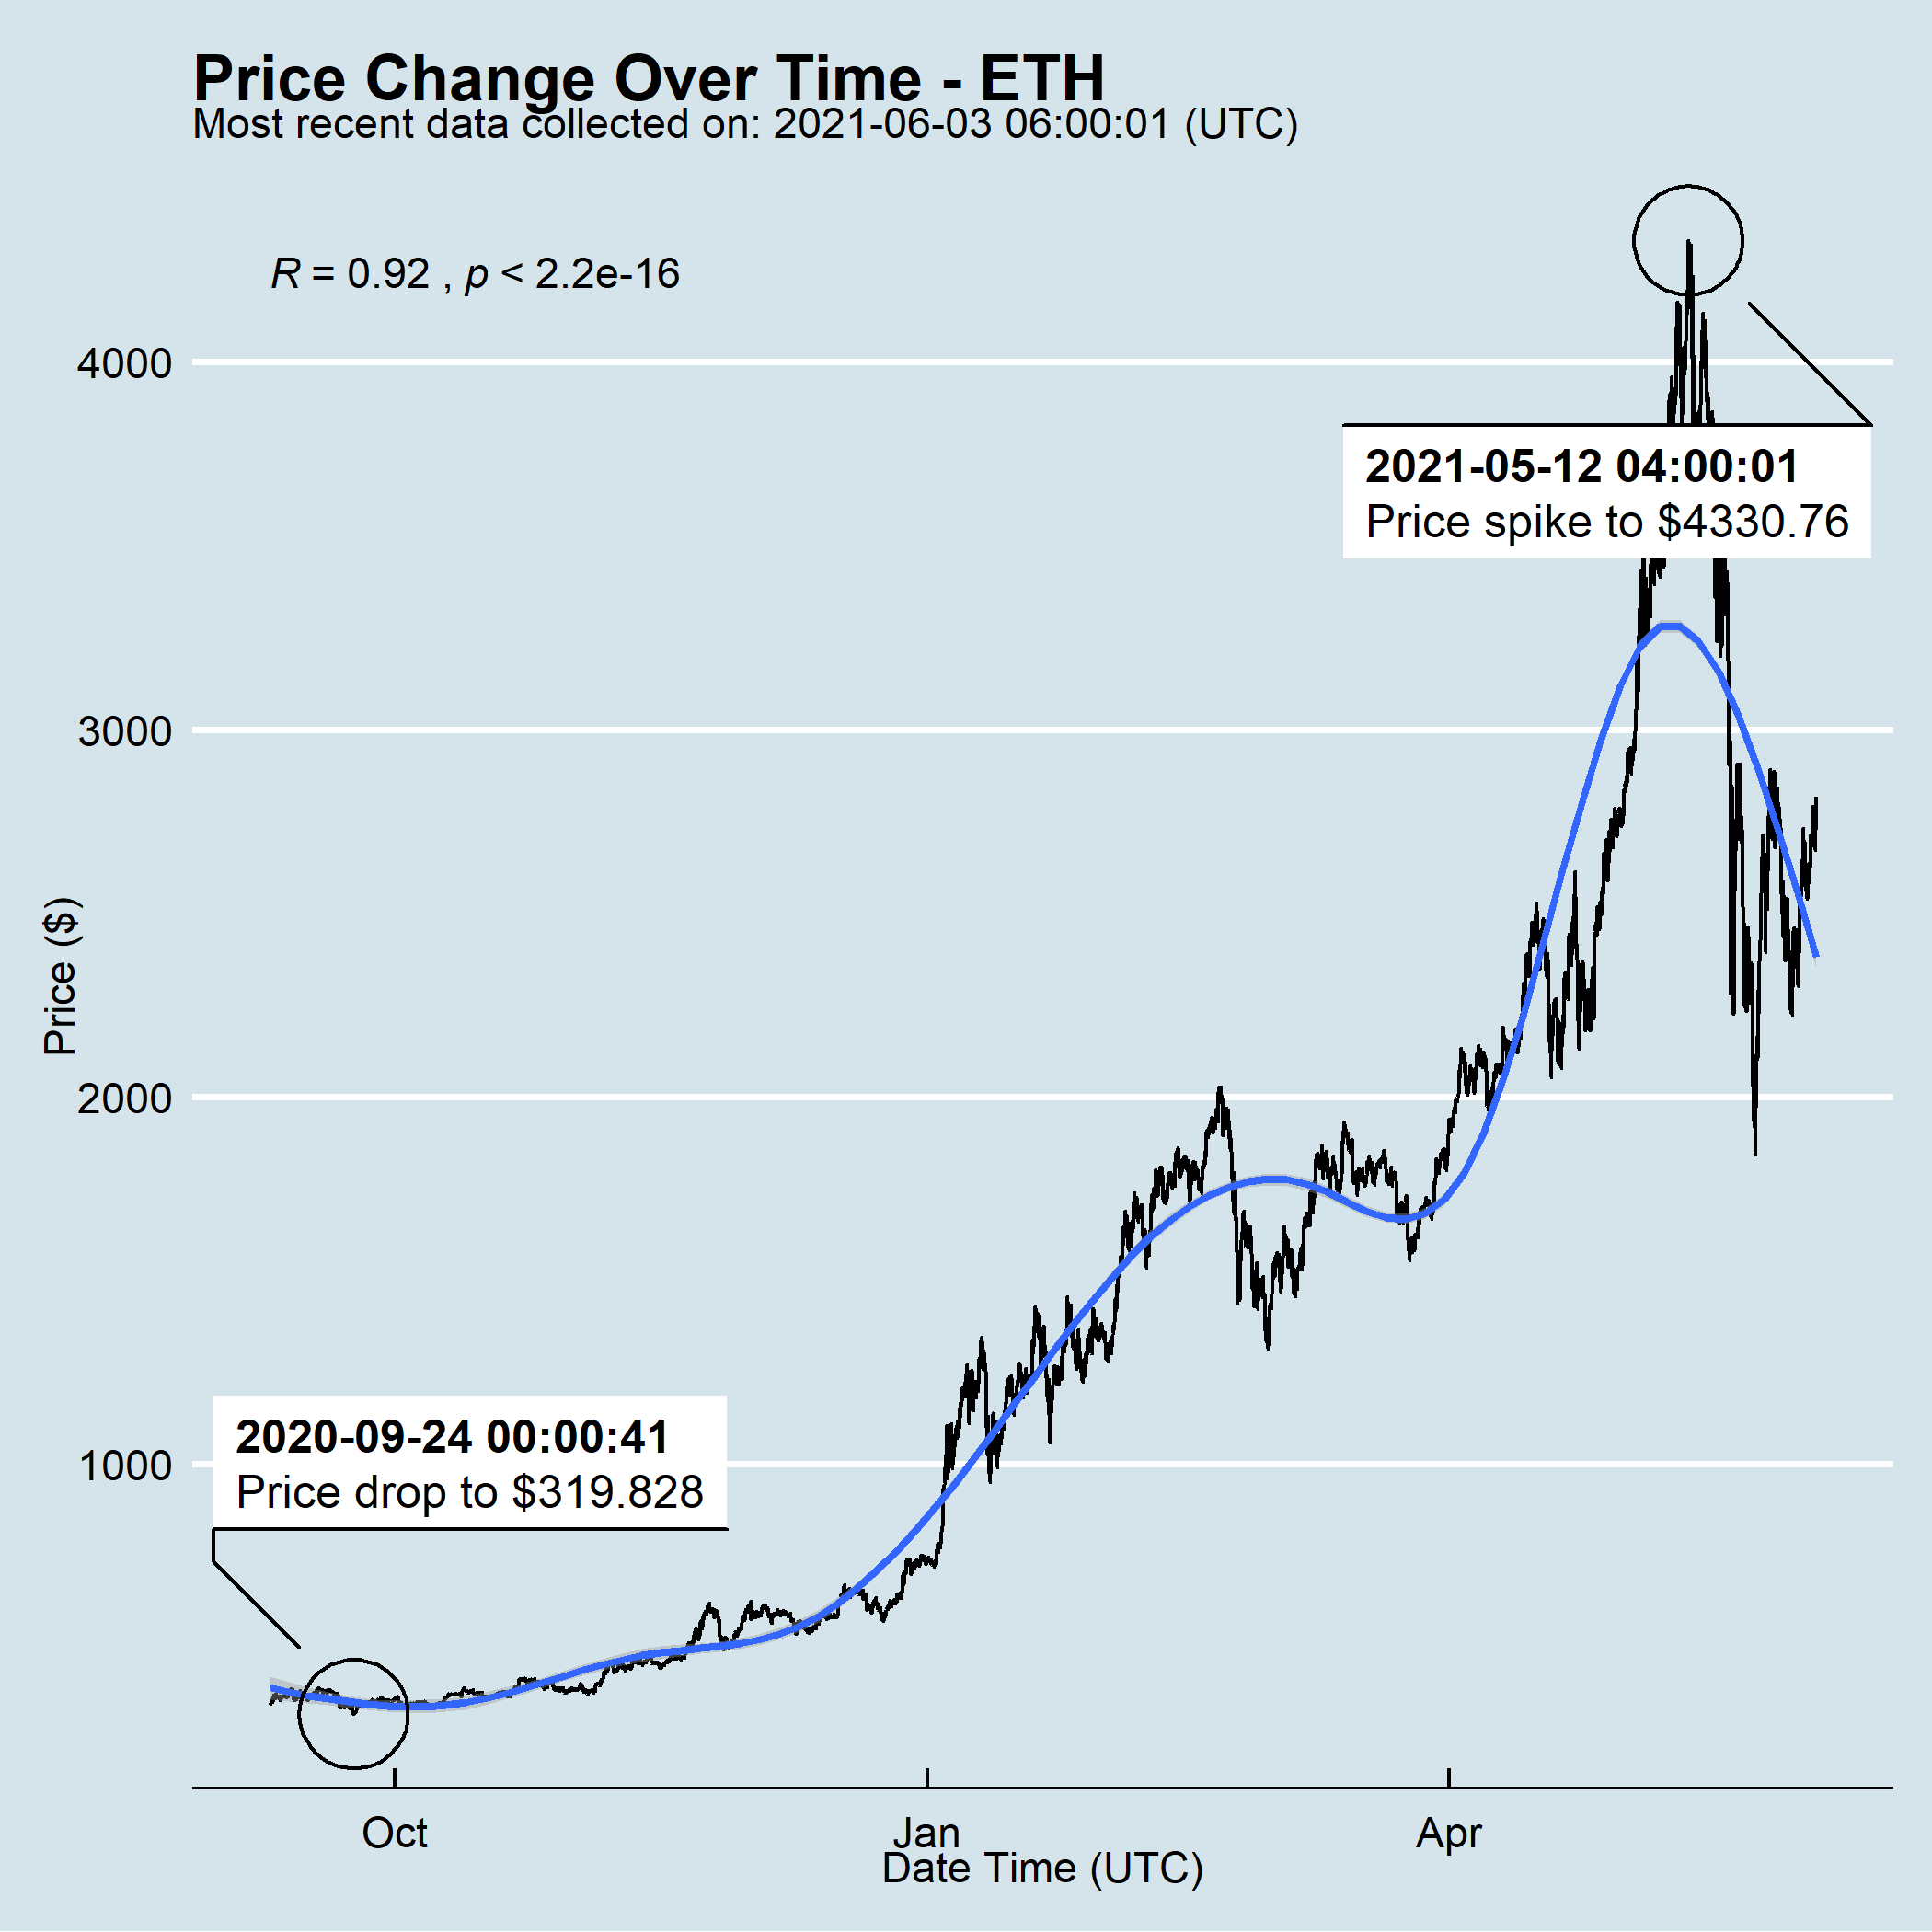 Price Change Over Time - ETH
Most recent data collected on: 2021-06-03 06:00:01 (UTC)
R = 0.92 , p < 2.2e-16
4000
2021-05-12 04:00:01
Price spike to $4330.76
3000
Price ($)
2000
1000
2020-09-24 00:00:41
Price drop to $319.828
Oct
Jan
Apr
Date Time (UTC)